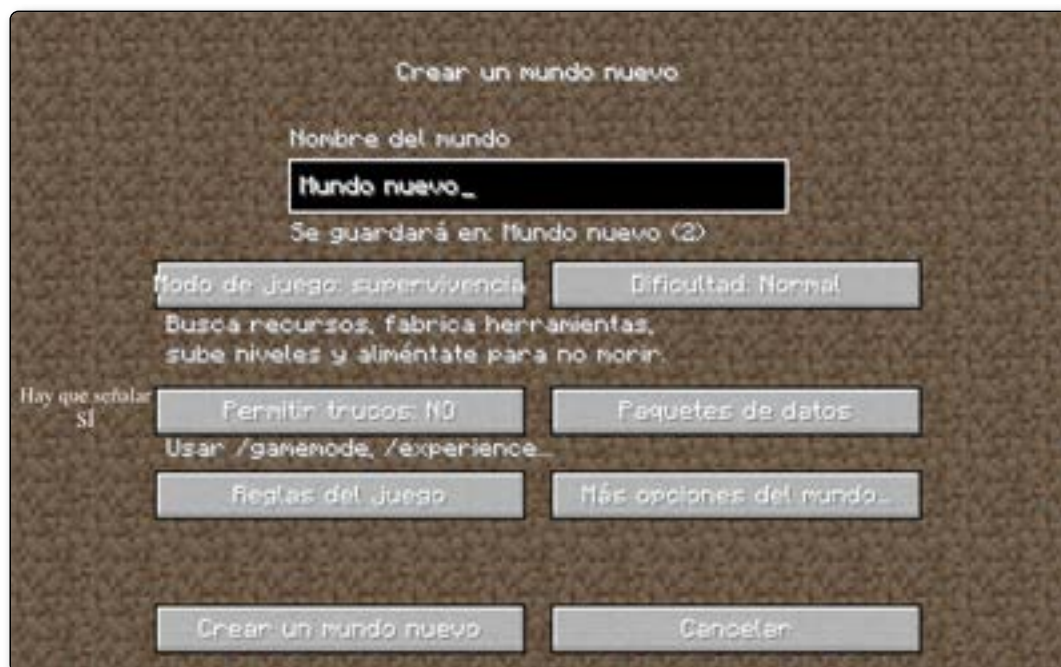 Crear un mundo nuevo
Nombre del mundo
Mundo nuevo_
Se guardará en: Mundo nuevo (2)
Modo de juego: supervivencia
Dificultad: Normal
Busca recursos, fabrica herramientas,
sube niveles y aliméntate para no morir.
Hay que señalar
SÍ
Permitir trucos: NO
Paquetes de datos
Usar /gamemode, /experience...
Reglas del juego
Más opciones del mundo...
Crear un mundo nuevo
Cancelar